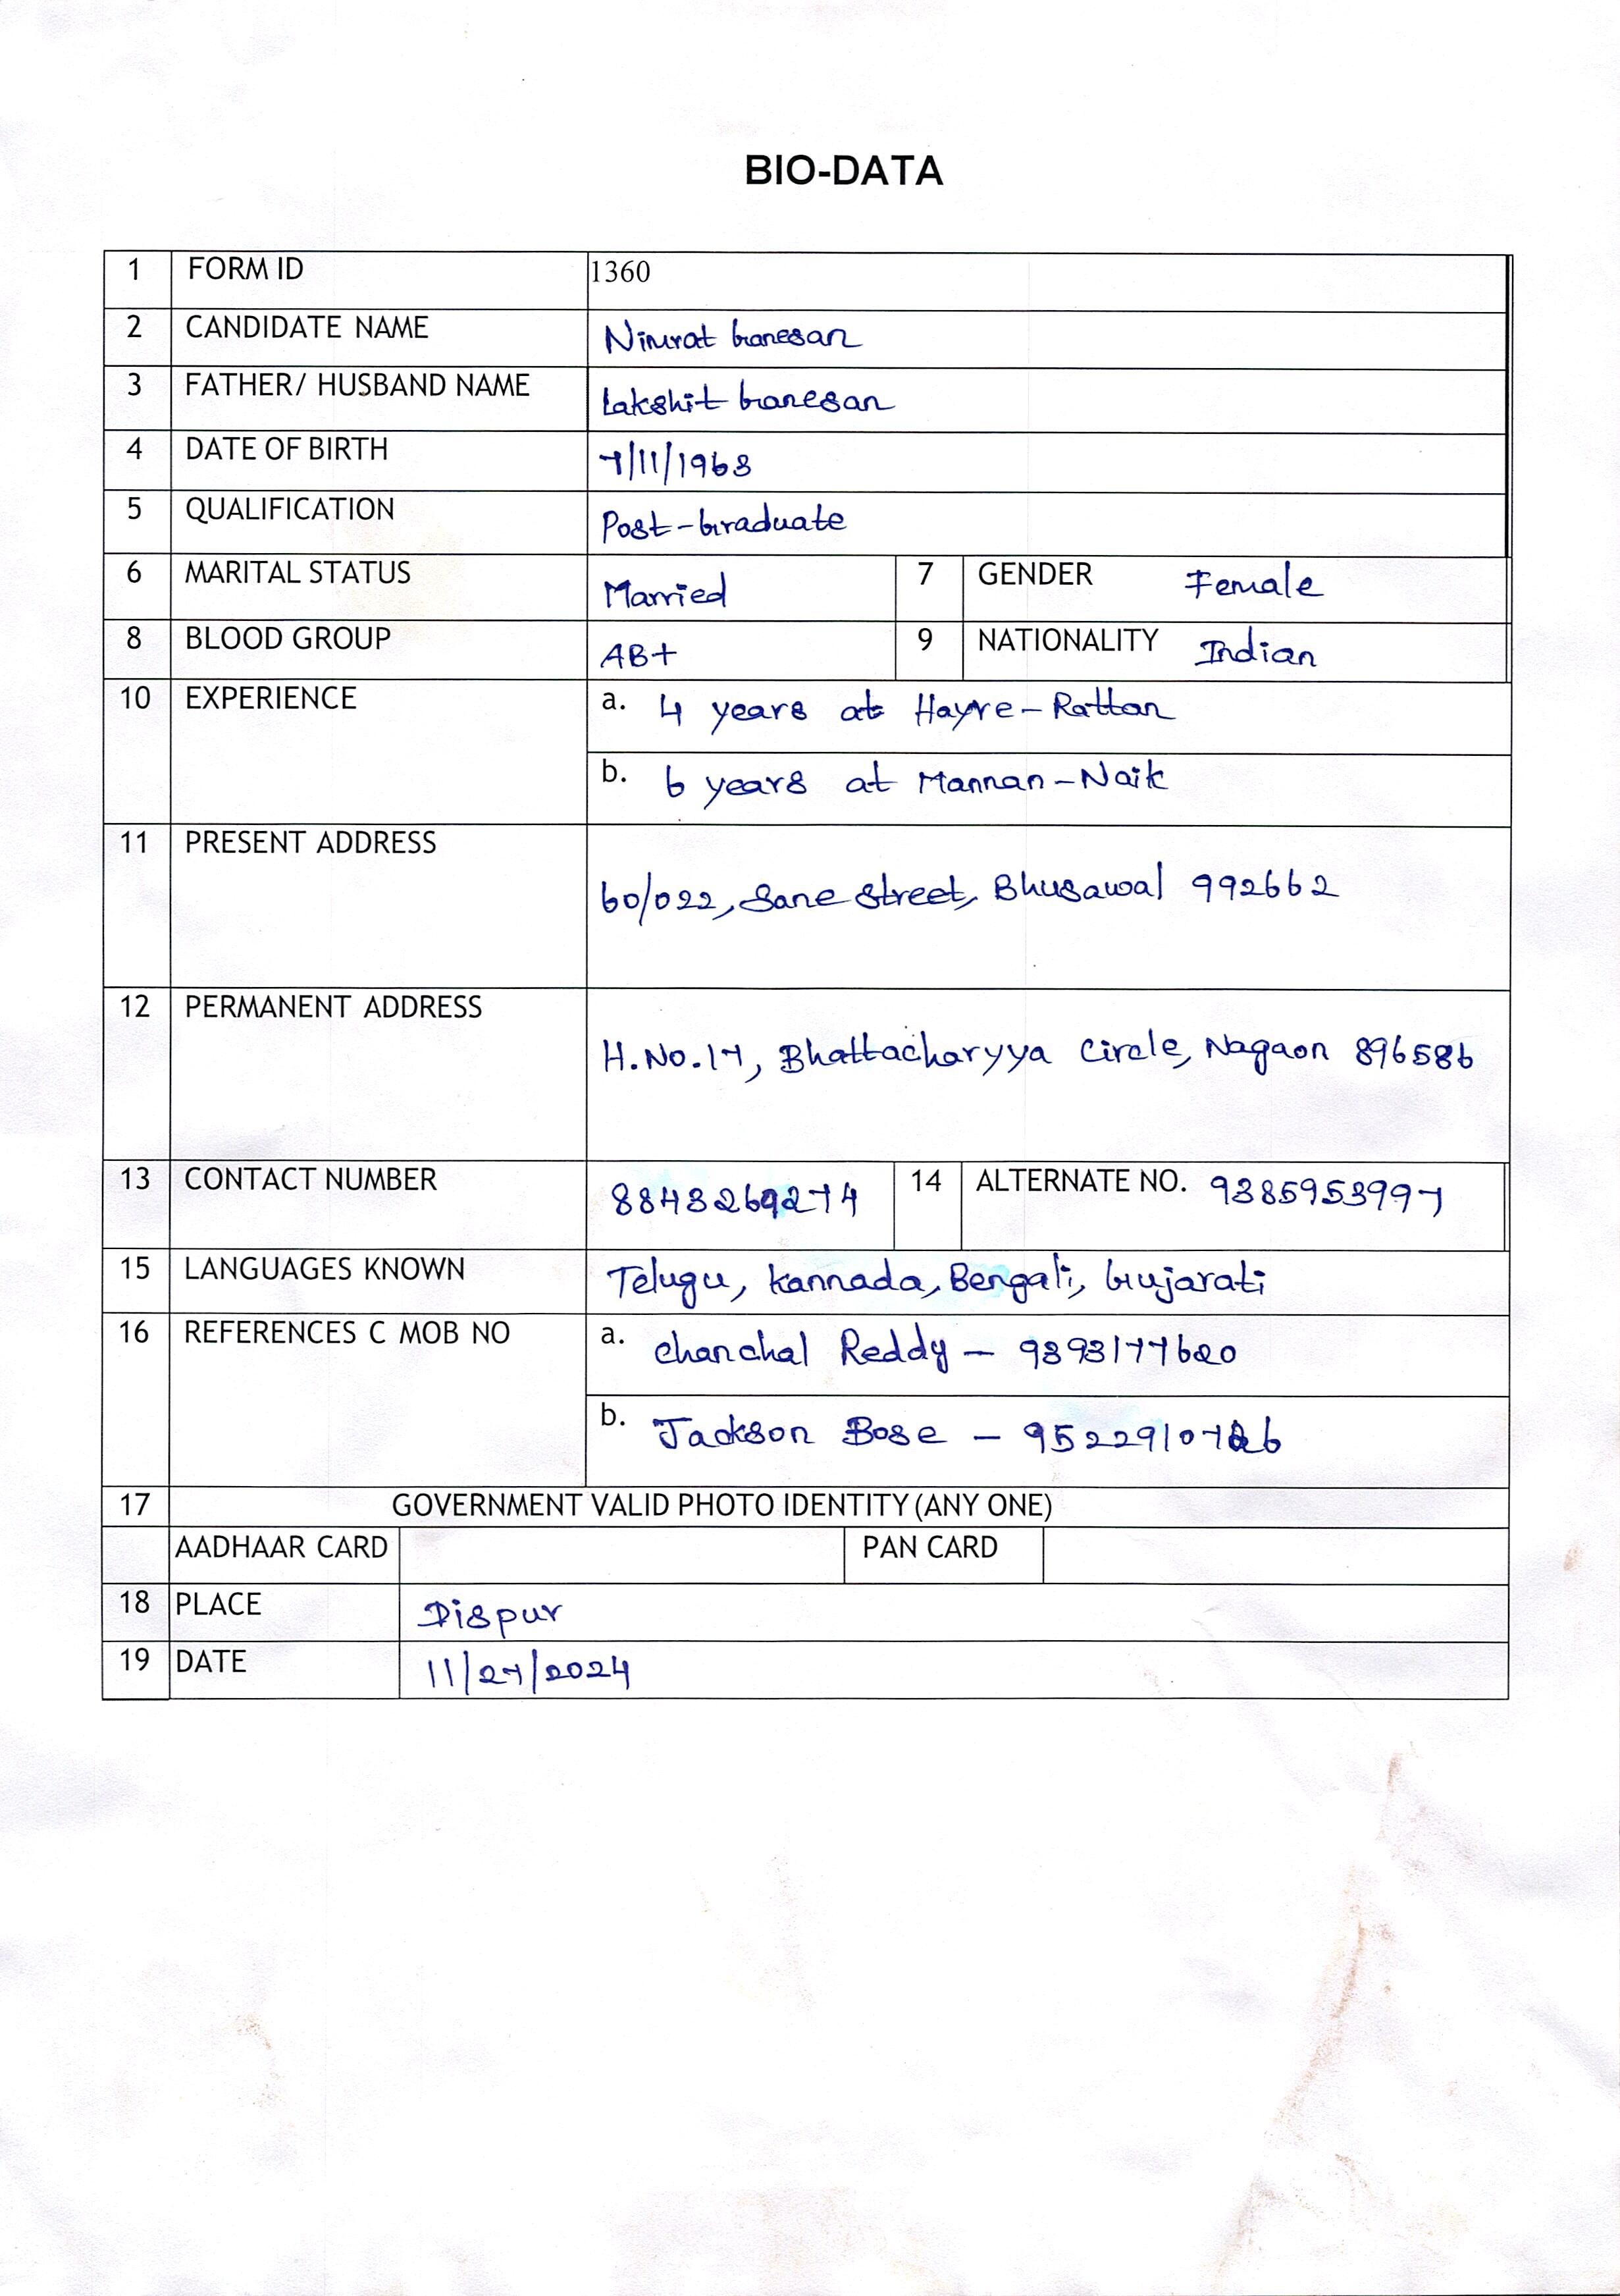 BIO-DATA
1 FORM ID 1360
2 CANDIDATE NAME Nimrat Ganesan
3 FATHER/ HUSBAND NAME Lakshit Ganesan
4 DATE OF BIRTH 7/11/1963
5 QUALIFICATION Post-Graduate
6 MARITAL STATUS Married 7 GENDER Female
8 BLOOD GROUP AB+ 9 NATIONALITY Indian
10 EXPERIENCE a. 4 years at Hayre-Rattan
b. 6 years at Mannan-Naik
11 PRESENT ADDRESS
60/022, Sane Street, Bhusawal 992662
12 PERMANENT ADDRESS
H.No.17, Bhattacharyya Circle, Nagaon 896586
13 CONTACT NUMBER 8843269274 14 ALTERNATE NO. 9385953997
15 LANGUAGES KNOWN Telugu, Kannada, Bengali, Gujarati
16 REFERENCES C MOB NO a. Chanchal Reddy - 9393177620
b. Jackson Bose - 9522910726
17 GOVERNMENT VALID PHOTO IDENTITY (ANY ONE)
AADHAAR CARD PAN CARD
18 PLACE Dispur
19 DATE 11/27/2024